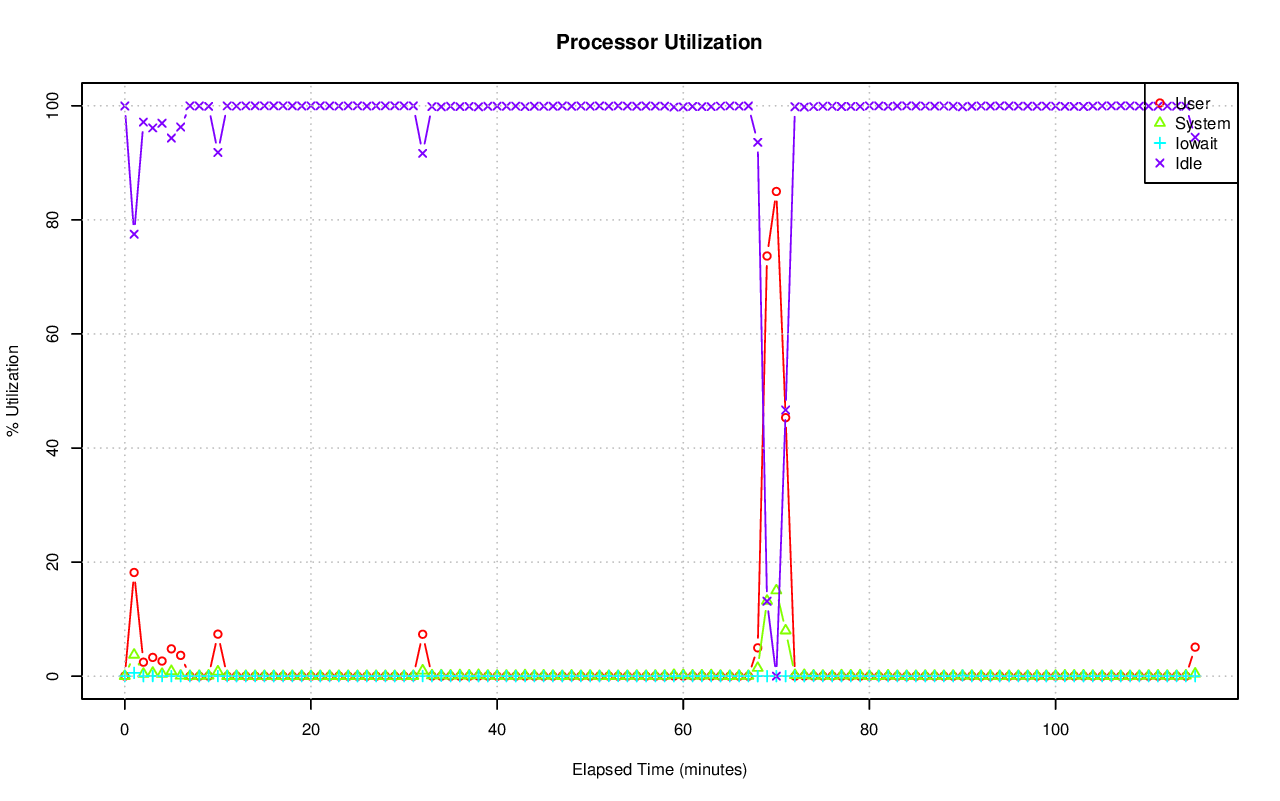 Processor Utilization
100
80
60
40
20
0
% Utilization
User
System
Iowait
Idle
0 20 40 60 80 100
Elapsed Time (minutes)